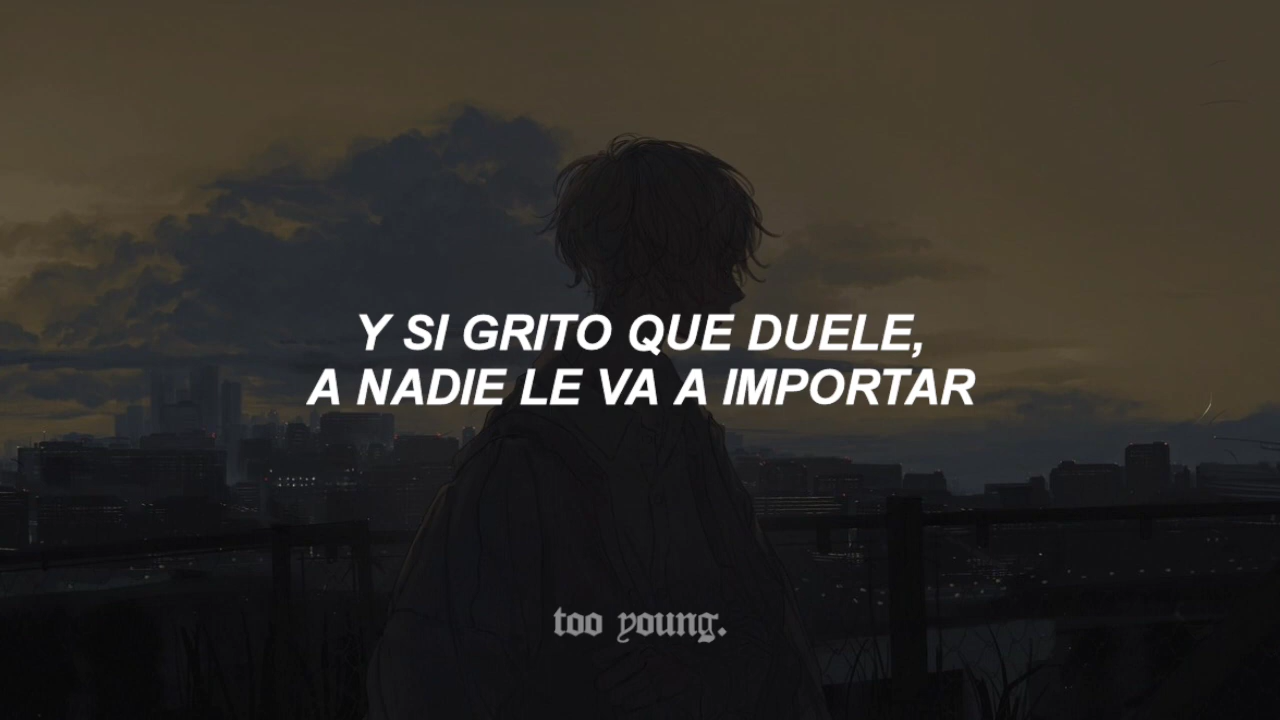 Y SI GRITO QUE DUELE,
A NADIE LE VA A IMPORTAR
too young.